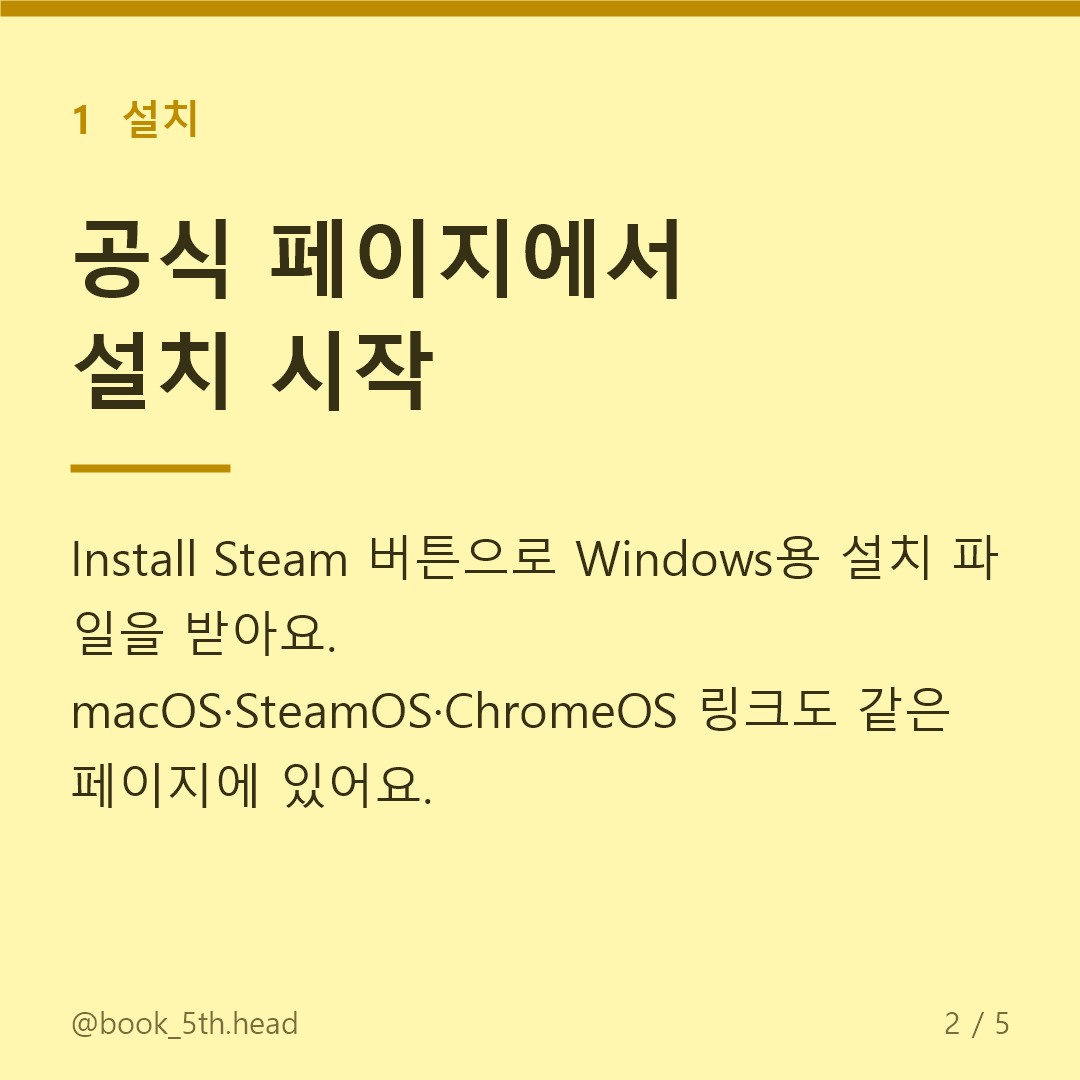 1 설치
공식 페이지에서
설치 시작
Install Steam 버튼으로 Windows용 설치 파
일을 받아요.
macOS·SteamOS·ChromeOS 링크도 같은
페이지에 있어요.
@book_5th.head
2 / 5